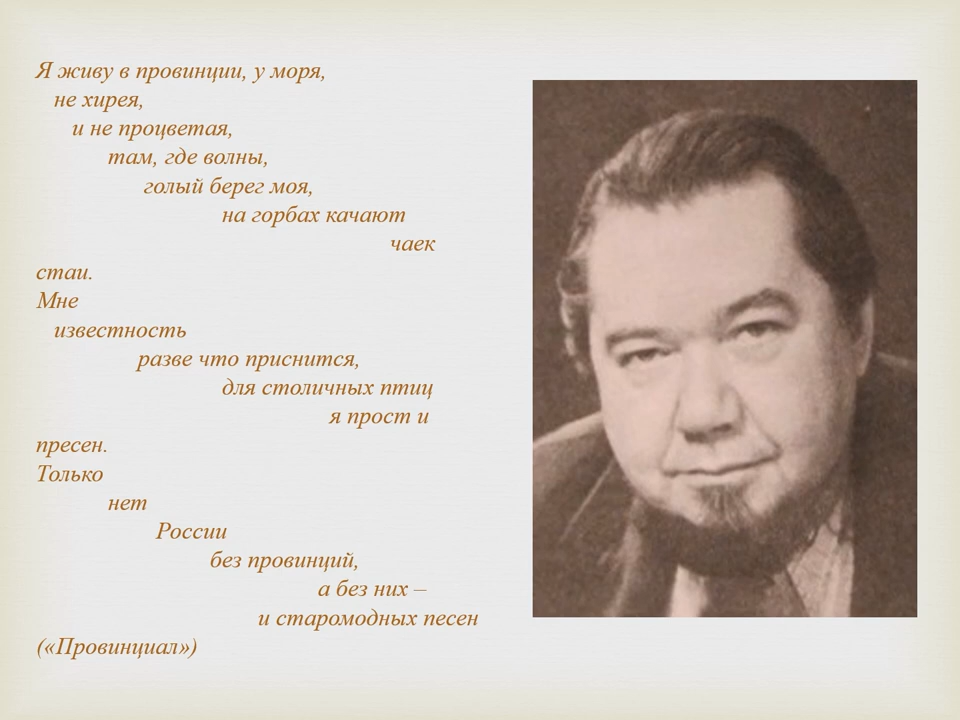 Я живу в провинции, у моря,
не хирея,
и не процветая,
там, где волны,
голый берег моя,
на горбах качают
чаек
стаи.
Мне
известность
разве что приснится,
для столичных птиц
я прост и
пресен.
Только
нет
России
без провинций,
а без них –
и старомодных песен
(«Провинциал»)